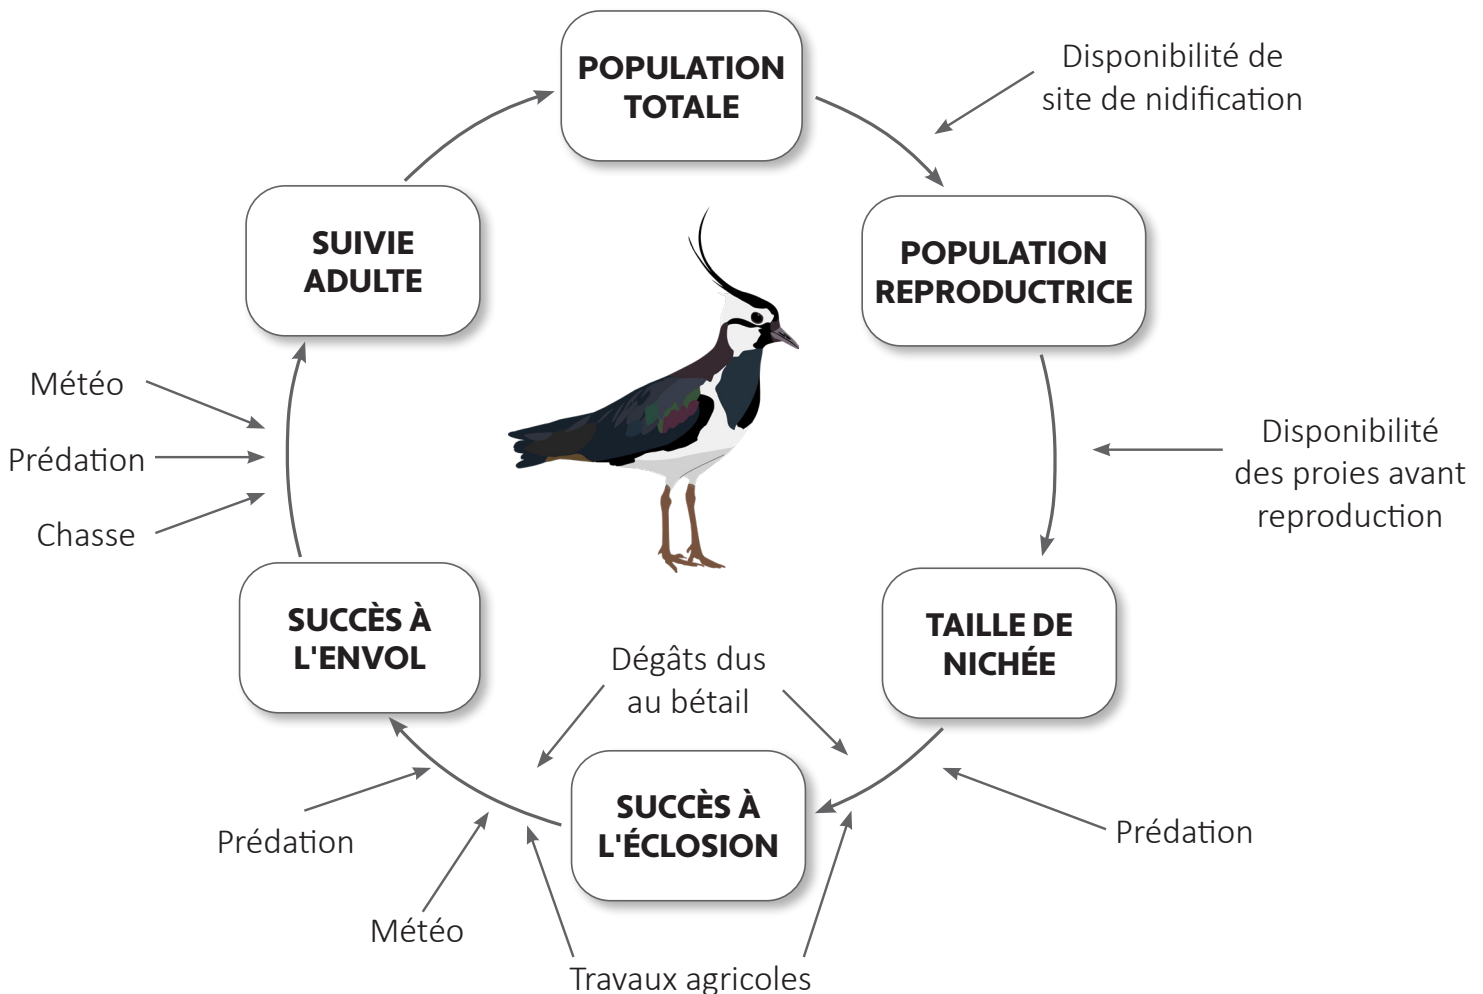 POPULATION
TOTALE
Disponibilité de
site de nidification
POPULATION
REPRODUCTRICE
Disponibilité
des proies avant
reproduction
TAILLE DE
NICHÉE
Prédation
Dégâts dus
au bétail
SUCCÈS À
L'ÉCLOSION
Travaux agricoles
Météo
Prédation
SUCCÈS À
L'ENVOL
Chasse
Prédation
Météo
SUIVIE
ADULTE